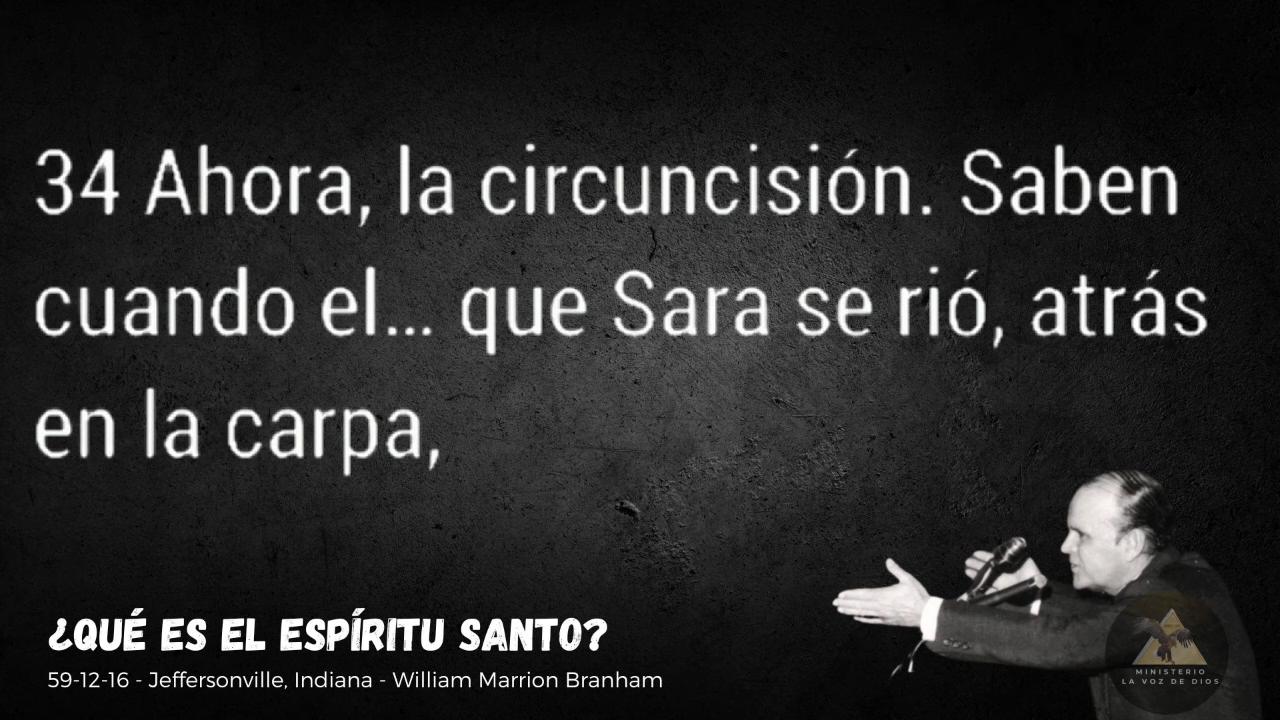 34 Ahora, la circuncisión. Saben
cuando el... que Sara se rió, atrás
en la carpa,
¿QUÉ ES EL ESPÍRITU SANTO?
59-12-16 - Jeffersonville, Indiana - William Marrion Branham
MINISTERIO
LA VOZ DE DIOS